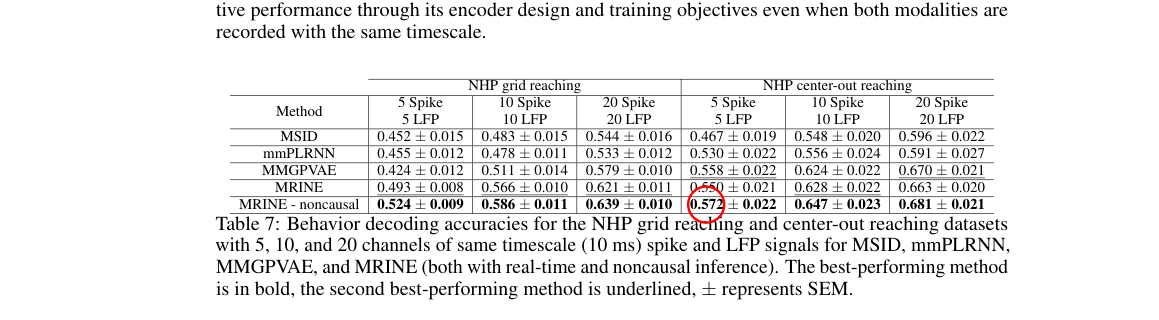 tive performance through its encoder design and training objectives even when both modalities are
recorded with the same timescale.
NHP grid reaching NHP center-out reaching
Method 5 Spike 10 Spike 20 Spike 5 Spike 10 Spike 20 Spike
5 LFP 10 LFP 20 LFP 5 LFP 10 LFP 20 LFP
MSID 0.452 ± 0.015 0.483 ± 0.015 0.544 ± 0.016 0.467 ± 0.019 0.548 ± 0.020 0.596 ± 0.022
mmPLRNN 0.455 ± 0.012 0.478 ± 0.011 0.533 ± 0.012 0.530 ± 0.022 0.556 ± 0.024 0.591 ± 0.027
MMGPVAE 0.424 ± 0.012 0.511 ± 0.014 0.579 ± 0.010 0.558 ± 0.022 0.624 ± 0.022 0.670 ± 0.021
MRINE 0.493 ± 0.008 0.566 ± 0.010 0.621 ± 0.011 0.550 ± 0.021 0.628 ± 0.022 0.663 ± 0.020
MRINE - noncausal 0.524 ± 0.009 0.586 ± 0.011 0.639 ± 0.010 0.572 ± 0.022 0.647 ± 0.023 0.681 ± 0.021
Table 7: Behavior decoding accuracies for the NHP grid reaching and center-out reaching datasets
with 5, 10, and 20 channels of same timescale (10 ms) spike and LFP signals for MSID, mmPLRNN,
MMGPVAE, and MRINE (both with real-time and noncausal inference). The best-performing method
is in bold, the second best-performing method is underlined, ± represents SEM.